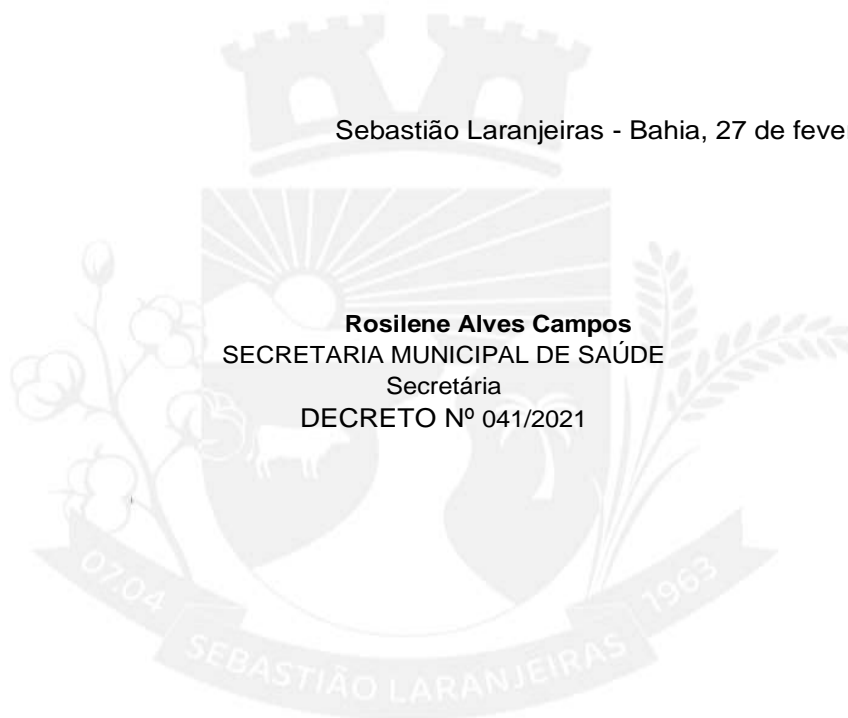 Sebastião Laranjeiras - Bahia, 27 de fever
Rosilene Alves Campos
SECRETARIA MUNICIPAL DE SAÚDE
Secretária
DECRETO Nº 041/2021
07.04
1963
SEBASTIÃO LARANJEIRAS